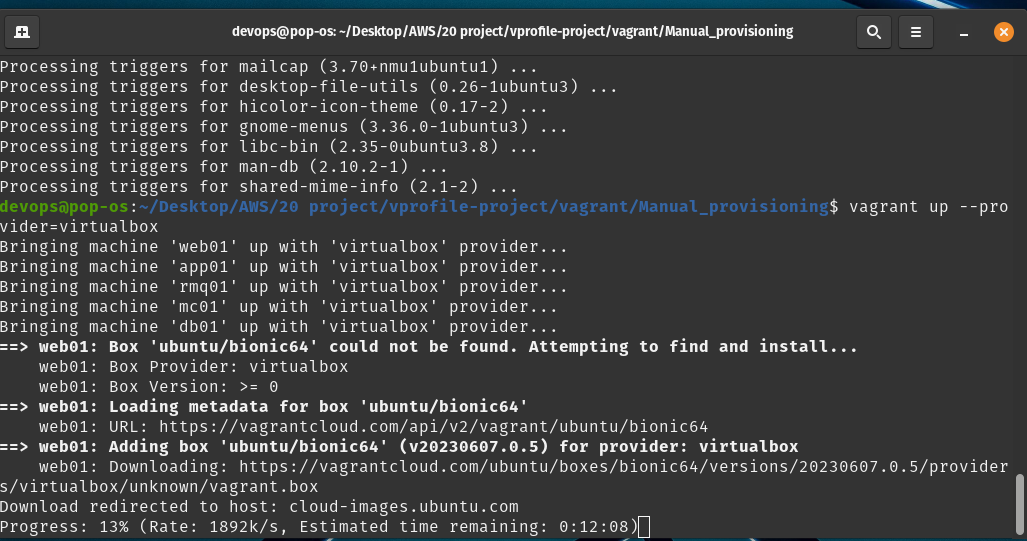 devops@pop-os: ~/Desktop/AWS/20 project/vprofile-project/vagrant/Manual_provisioning
Processing triggers for mailcap (3.70+nmu1ubuntu1) ...
Processing triggers for desktop-file-utils (0.26-1ubuntu3) ...
Processing triggers for hicolor-icon-theme (0.17-2) ...
Processing triggers for gnome-menus (3.36.0-1ubuntu3) ...
Processing triggers for libc-bin (2.35-0ubuntu3.8) ...
Processing triggers for man-db (2.10.2-1) ...
Processing triggers for shared-mime-info (2.1-2) ...
devops@pop-os:~/Desktop/AWS/20 project/vprofile-project/vagrant/Manual_provisioning$ vagrant up --pro
vider=virtualbox
Bringing machine 'web01' up with 'virtualbox' provider...
Bringing machine 'app01' up with 'virtualbox' provider...
Bringing machine 'rmq01' up with 'virtualbox' provider...
Bringing machine 'mc01' up with 'virtualbox' provider...
Bringing machine 'db01' up with 'virtualbox' provider...
==> web01: Box 'ubuntu/bionic64' could not be found. Attempting to find and install...
    web01: Box Provider: virtualbox
    web01: Box Version: >= 0
==> web01: Loading metadata for box 'ubuntu/bionic64'
    web01: URL: https://vagrantcloud.com/api/v2/vagrant/ubuntu/bionic64
==> web01: Adding box 'ubuntu/bionic64' (v20230607.0.5) for provider: virtualbox
    web01: Downloading: https://vagrantcloud.com/ubuntu/boxes/bionic64/versions/20230607.0.5/provider
s/virtualbox/unknown/vagrant.box
Download redirected to host: cloud-images.ubuntu.com
Progress: 13% (Rate: 1892k/s, Estimated time remaining: 0:12:08)